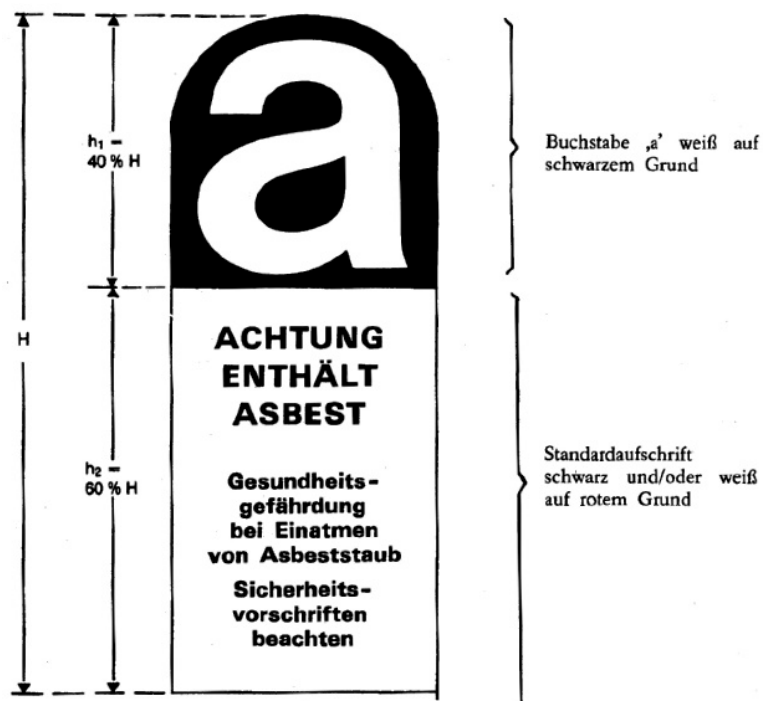 h₁ =
40 % H
H
h₂ =
60 % H
a
ACHTUNG
ENTHÄLT
ASBEST
Gesundheits-
gefährdung
bei Einatmen
von Asbeststaub
Sicherheits-
vorschriften
beachten
Buchstabe ‚a’ weiß auf
schwarzem Grund
Standardaufschrift
schwarz und/oder weiß
auf rotem Grund